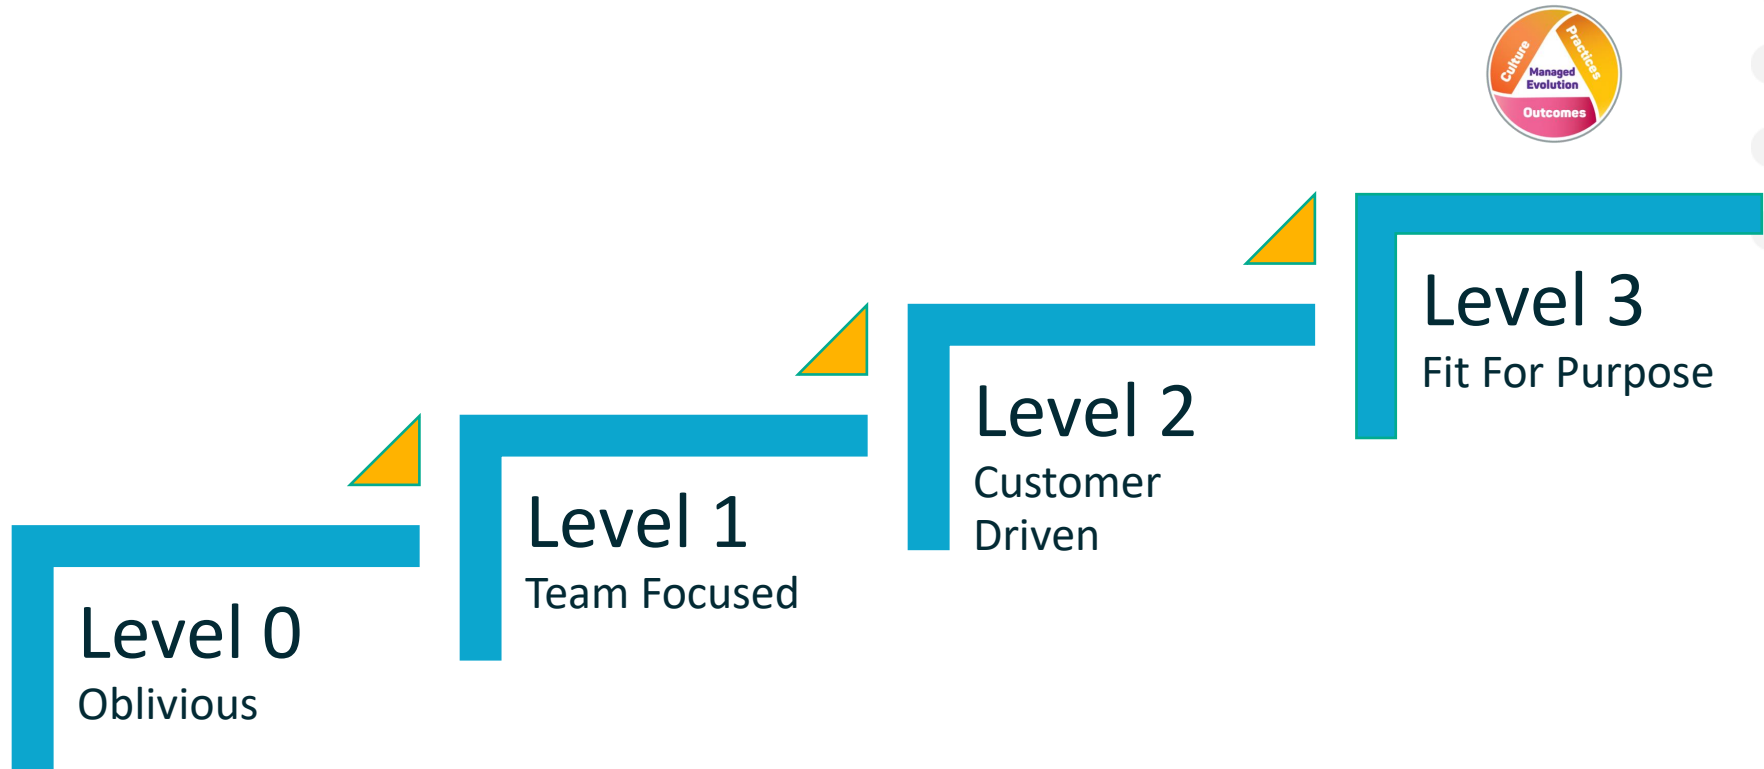 Culture
Practices
Managed
Evolution
Outcomes
Level 3
Fit For Purpose
Level 2
Customer
Driven
Level 1
Team Focused
Level 0
Oblivious